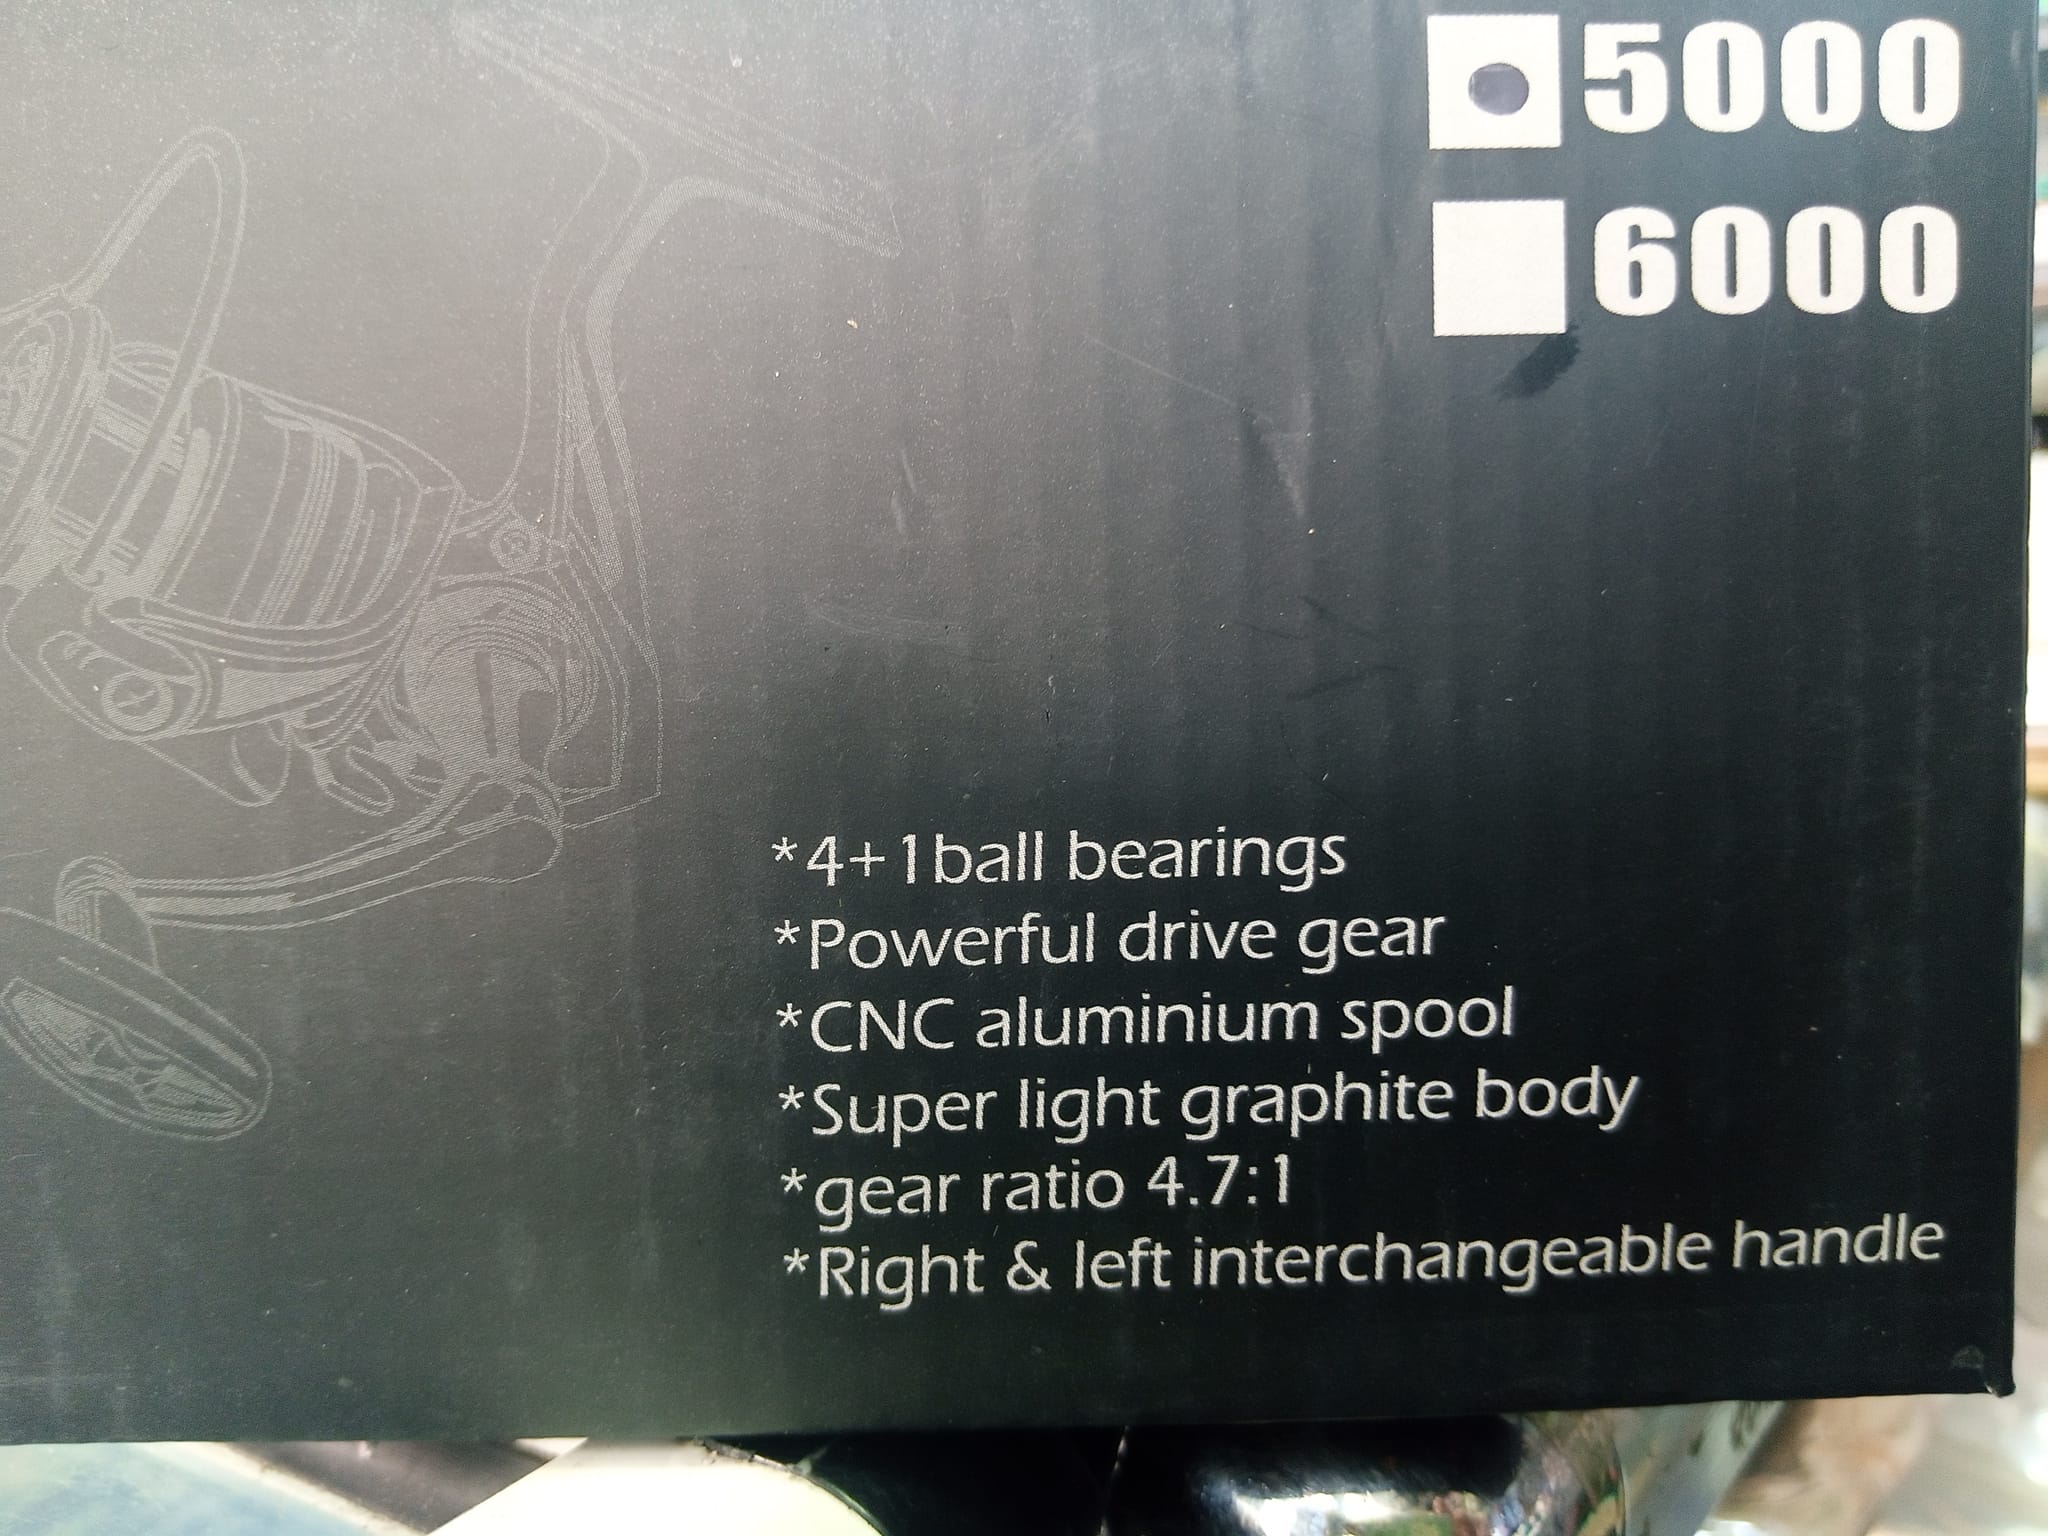 5000
6000
*4+1ball bearings
*Powerful drive gear
*CNC aluminium spool
*Super light graphite body
*gear ratio 4.7:1
*Right & left interchangeable handle